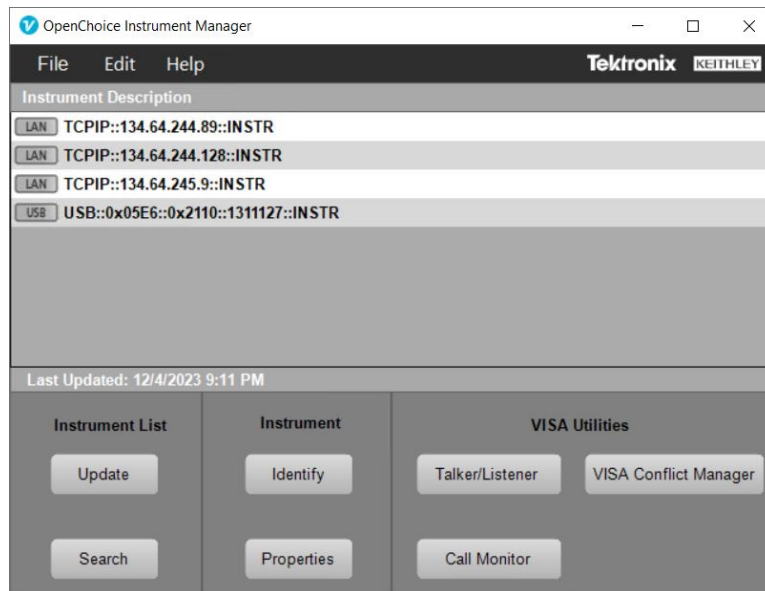 OpenChoice Instrument Manager
File Edit Help Tektronix KEITHLEY
Instrument Description
LAN TCPIP::134.64.244.89::INSTR
LAN TCPIP::134.64.244.128::INSTR
LAN TCPIP::134.64.245.9::INSTR
USB USB::0x05E6::0x2110::1311127::INSTR
Last Updated: 12/4/2023 9:11 PM
Instrument List Instrument VISA Utilities
Update Identify Talker/Listener VISA Conflict Manager
Search Properties Call Monitor